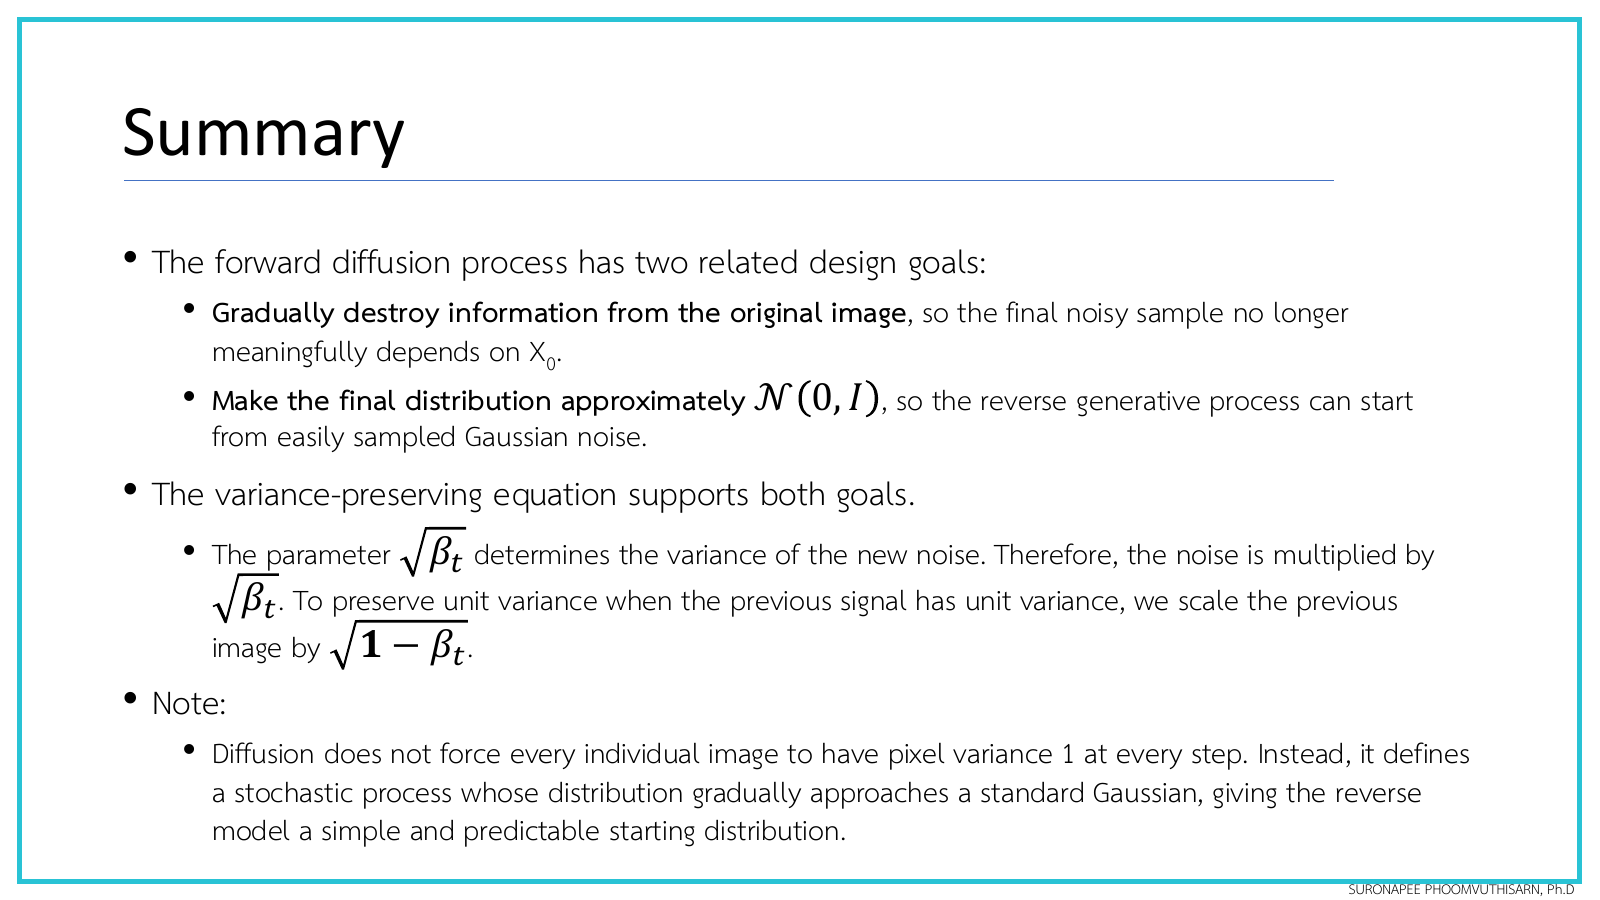 Summary
• The forward diffusion process has two related design goals:
• Gradually destroy information from the original image, so the final noisy sample no longer
meaningfully depends on X₀.
• Make the final distribution approximately 𝒩(0, I), so the reverse generative process can start
from easily sampled Gaussian noise.
• The variance-preserving equation supports both goals.
• The parameter √βₜ determines the variance of the new noise. Therefore, the noise is multiplied by
√βₜ. To preserve unit variance when the previous signal has unit variance, we scale the previous
image by √(1 − βₜ).
• Note:
• Diffusion does not force every individual image to have pixel variance 1 at every step. Instead, it defines
a stochastic process whose distribution gradually approaches a standard Gaussian, giving the reverse
model a simple and predictable starting distribution.
SURONAPEE PHOOMVUTHISARN, Ph.D